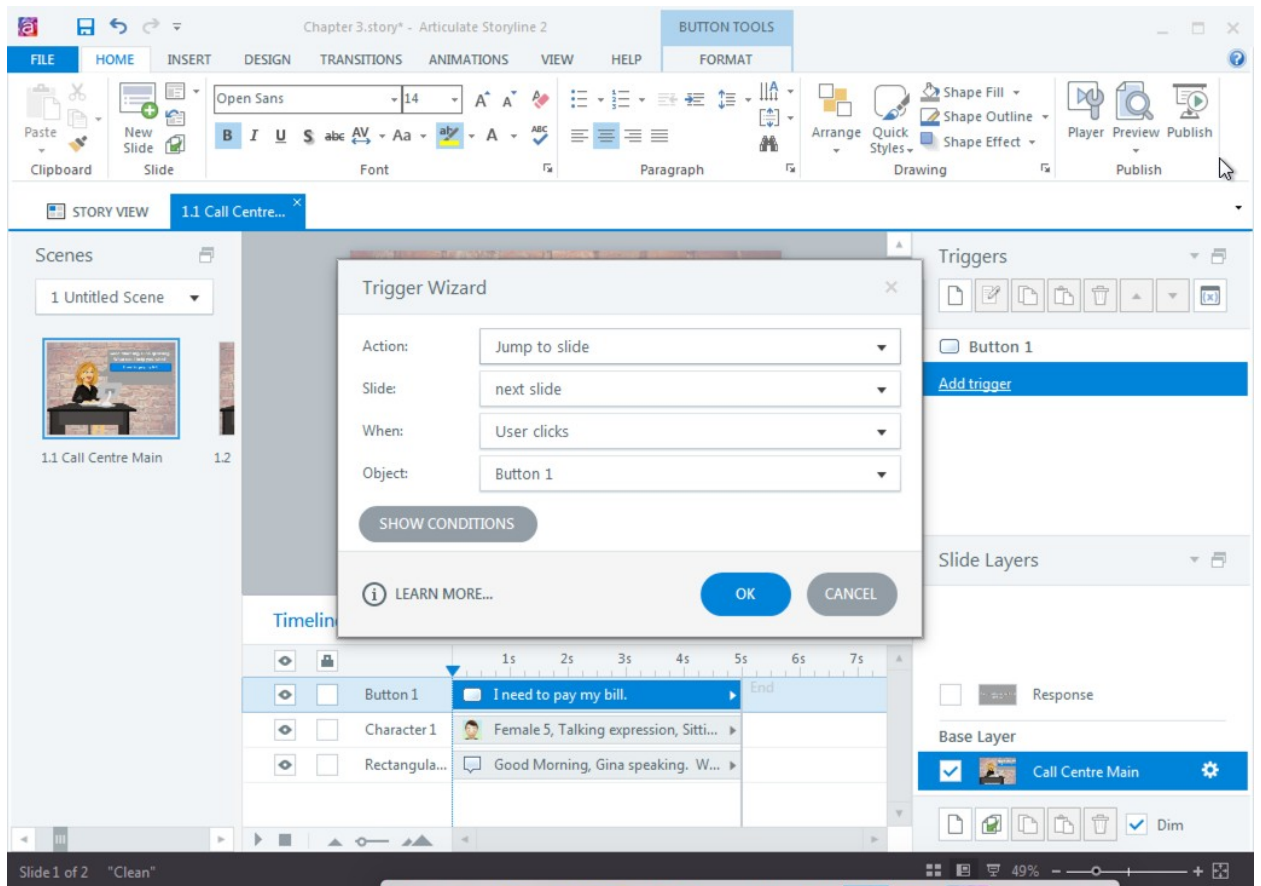 Chapter 3.story* - Articulate Storyline 2
BUTTON TOOLS
FILE HOME INSERT DESIGN TRANSITIONS ANIMATIONS VIEW HELP FORMAT
Open Sans 14
Paste New Slide
B I U S abc AV Aa aby A ABC
Arrange Quick Styles
Shape Fill
Shape Outline
Shape Effect
Player Preview Publish
Clipboard Slide Font Paragraph Drawing Publish
STORY VIEW 1.1 Call Centre...
Scenes
1 Untitled Scene
1.1 Call Centre Main 1.2
Trigger Wizard
Action: Jump to slide
Slide: next slide
When: User clicks
Object: Button 1
SHOW CONDITIONS
LEARN MORE...
OK CANCEL
Triggers
Button 1
Add trigger
Slide Layers
Response
Base Layer
Call Centre Main
Dim
Timelin
1s 2s 3s 4s 5s 6s 7s
Button 1 I need to pay my bill. End
Character 1 Female 5, Talking expression, Sitti...
Rectangula... Good Morning, Gina speaking. W...
Slide 1 of 2 "Clean" 49%